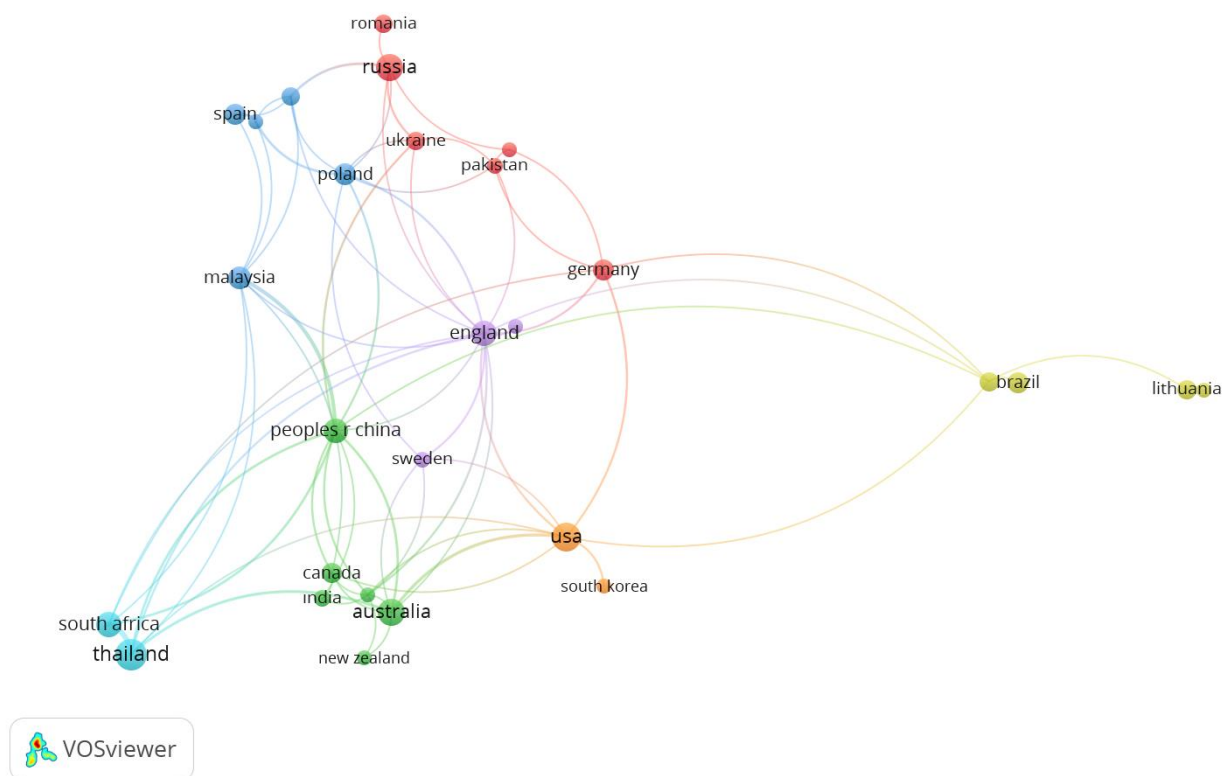 romania
russia
spain
ukraine
pakistan
poland
germany
malaysia
england
brazil
lithuania
peoples r china
sweden
usa
canada
south korea
india
australia
south africa
thailand
new zealand
VOSviewer